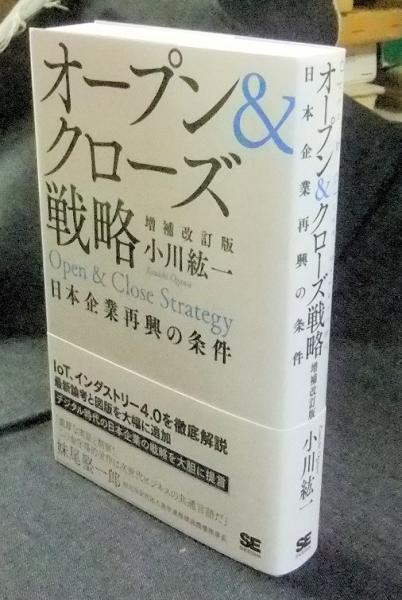 オープン&
クローズ
戦略
増補改訂版
小川紘一
Kouichi Ogawa
Open & Close Strategy
日本企業再興の条件
IoT、インダストリー4.0を徹底解説
最新論考と図版を大幅に追加
デジタル時代の日本企業の戦略を大胆に提言
妹尾堅一郎
SE
SHOEISHA
オープン&クローズ戦略
日本企業再興の条件
増補改訂版
小川紘一
SE
SHOEISHA